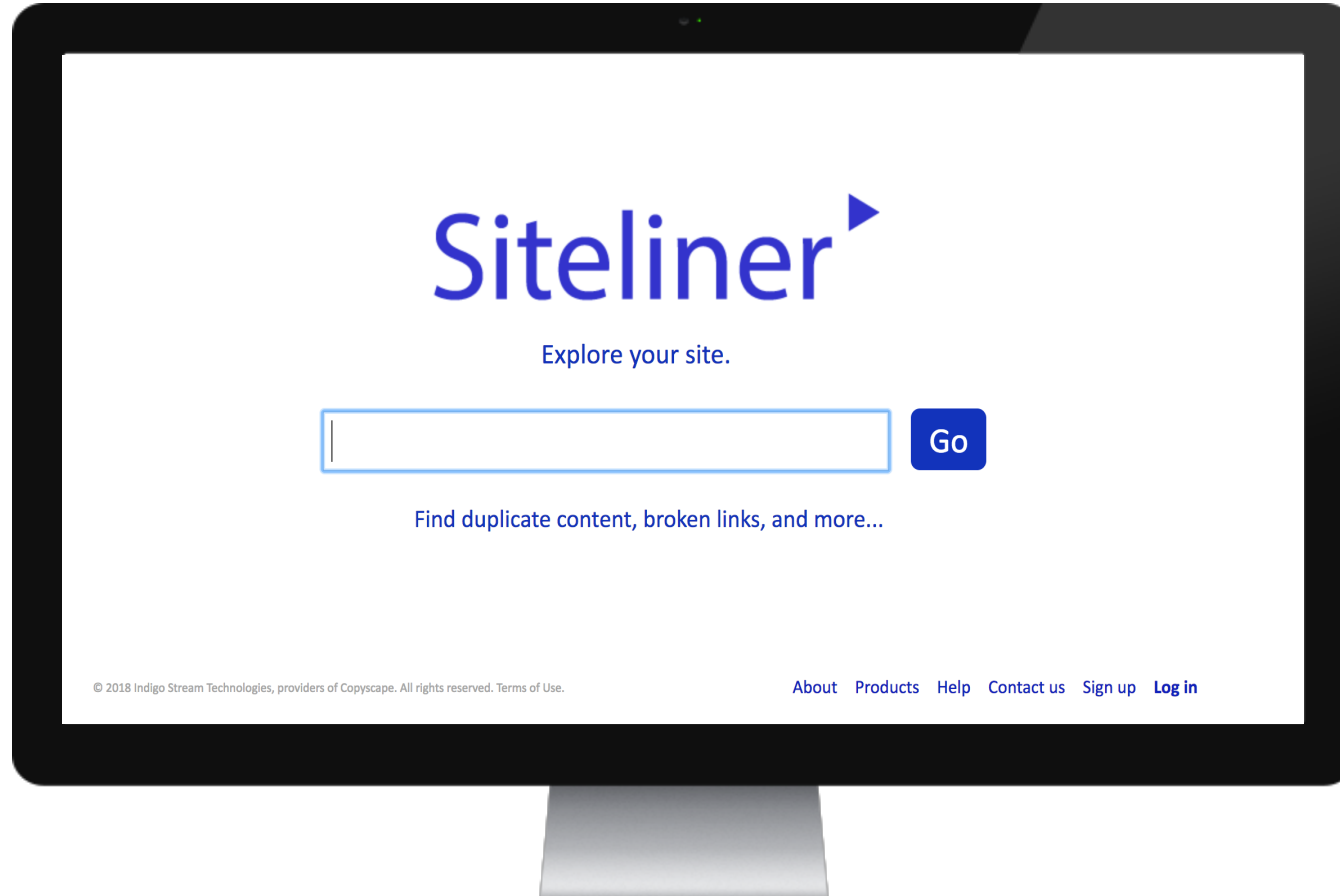 Siteliner
Explore your site.
Go
Find duplicate content, broken links, and more...
© 2018 Indigo Stream Technologies, providers of Copyscape. All rights reserved. Terms of Use.
About Products Help Contact us Sign up Log in